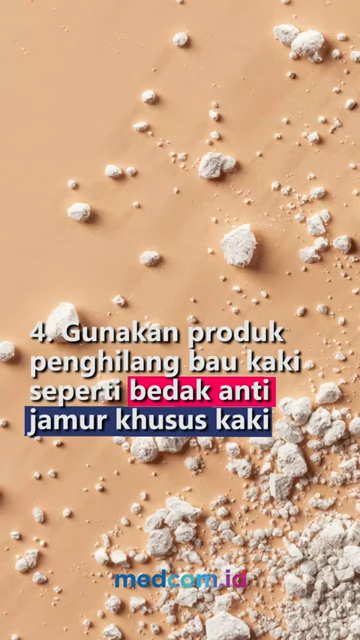 4. Gunakan produk
penghilang bau kaki
seperti bedak anti
jamur khusus kaki
medcom.id